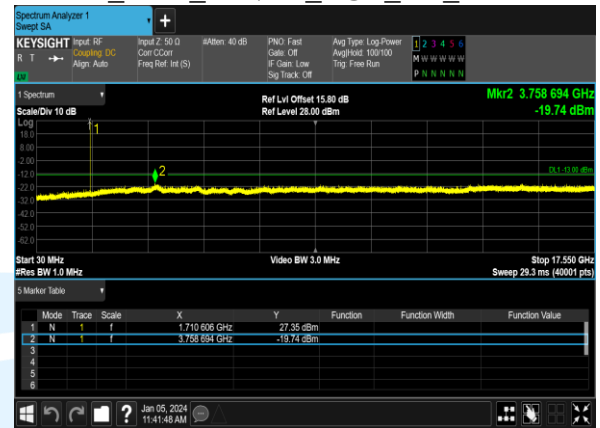 Spectrum Analyzer 1
Swept SA
+
KEYSIGHT
R T
LXI
Input: RF
Coupling: DC
Align: Auto
Input Z: 50 Ω
Corr CCorr
Freq Ref: Int (S)
#Atten: 40 dB
PNO: Fast
Gate: Off
IF Gain: Low
Sig Track: Off
Avg Type: Log-Power
Avg|Hold: 100/100
Trig: Free Run
1 2 3 4 5 6
M W W W W W
P N N N N N
1 Spectrum
Scale/Div 10 dB
Ref Lvl Offset 15.80 dB
Ref Level 28.00 dBm
Mkr2 3.758 694 GHz
-19.74 dBm
Log
18.0
8.00
-2.00
-12.0
-22.0
-32.0
-42.0
-52.0
-62.0
1
2
DL1 -13.00 dBm
Start 30 MHz
#Res BW 1.0 MHz
Video BW 3.0 MHz
Stop 17.550 GHz
Sweep 29.3 ms (40001 pts)
5 Marker Table
Mode Trace Scale X Y Function Function Width Function Value
1 N 1 f 1.710 606 GHz 27.35 dBm
2 N 1 f 3.758 694 GHz -19.74 dBm
3
4
5
6
?
Jan 05, 2024
11:41:48 AM